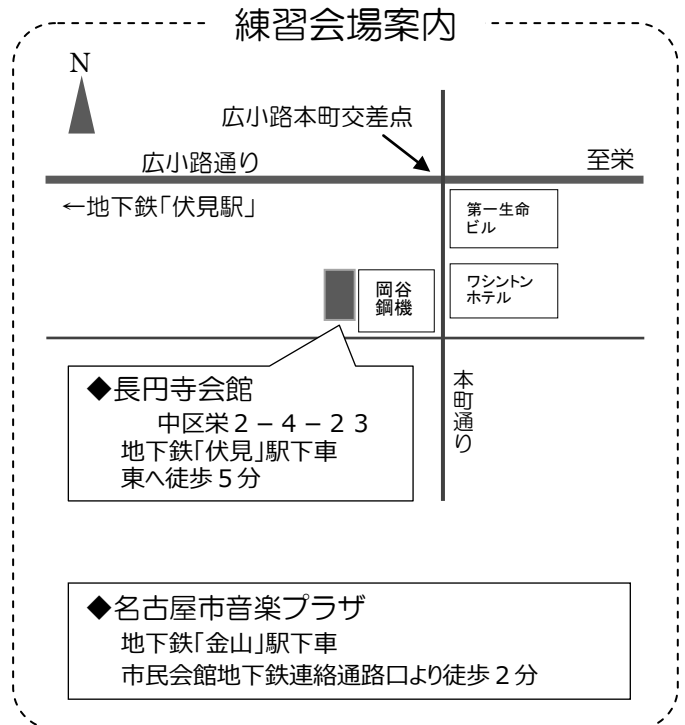 練習会場案内
N
広小路本町交差点
広小路通り
至栄
←地下鉄「伏見駅」
第一生命
ビル
岡谷
鋼機
ワシントン
ホテル
本町通り
◆長円寺会館
中区栄2-4-23
地下鉄「伏見」駅下車
東へ徒歩5分
◆名古屋市音楽プラザ
地下鉄「金山」駅下車
市民会館地下鉄連絡通路口より徒歩2分